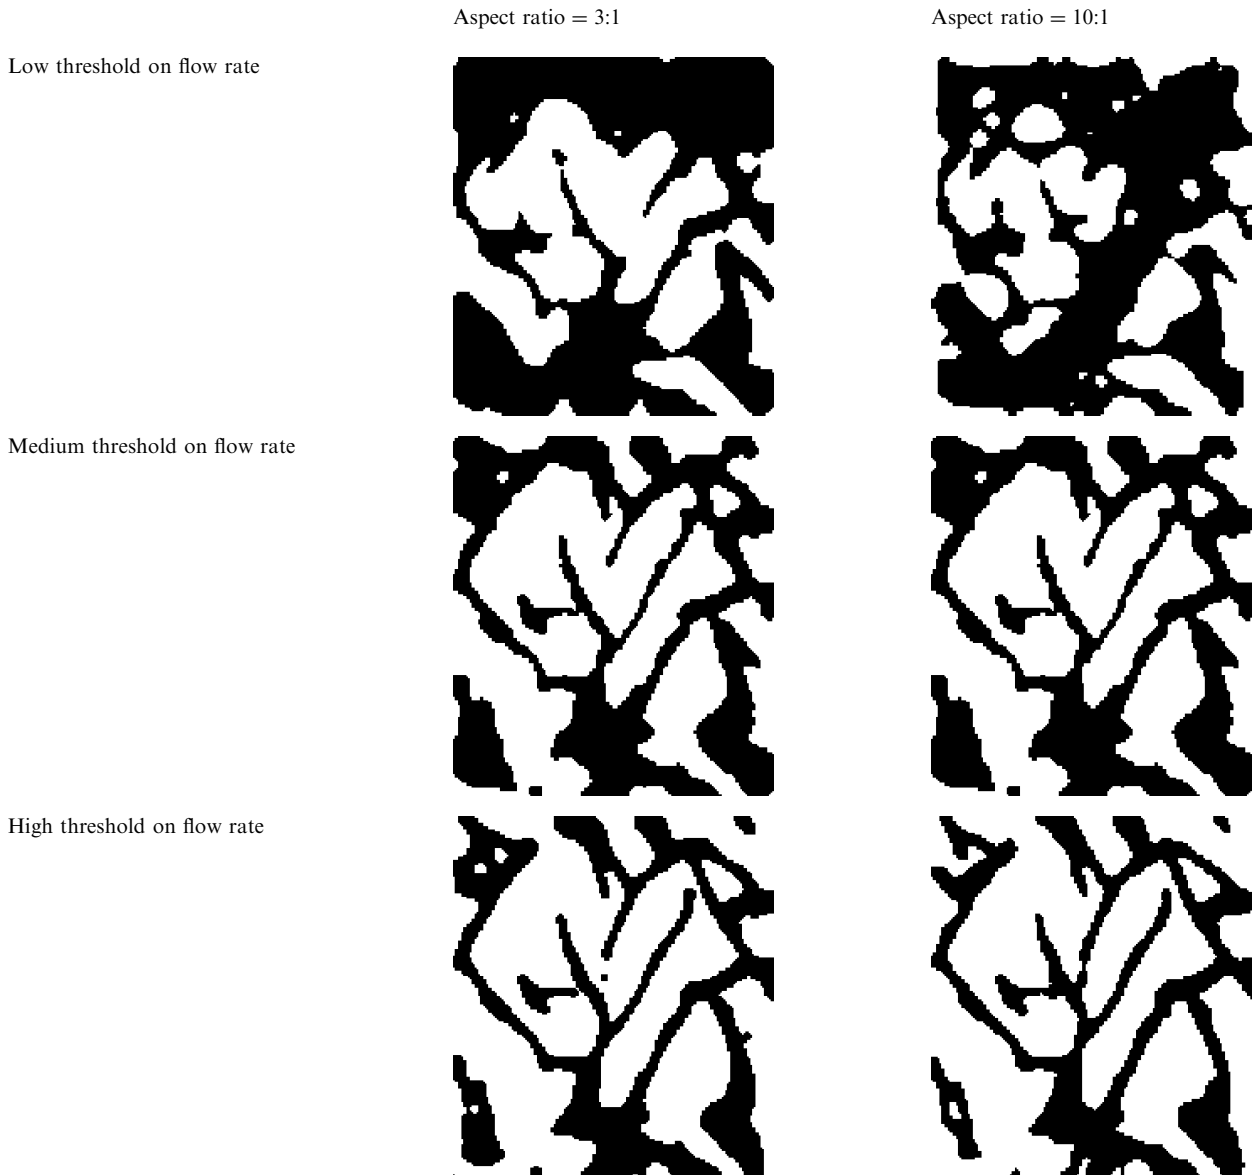 Aspect ratio = 3:1
Aspect ratio = 10:1
Low threshold on flow rate
Medium threshold on flow rate
High threshold on flow rate